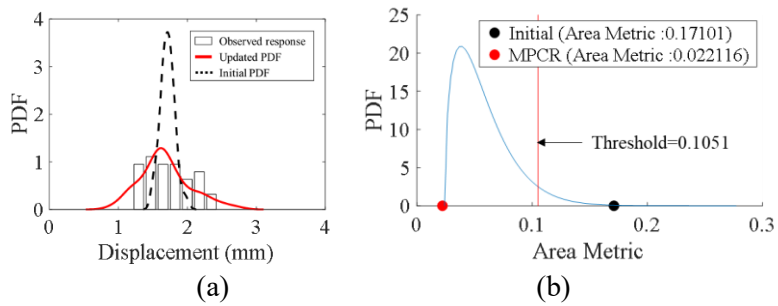 4
3
2
1
0
PDF
Observed response
Updated PDF
Initial PDF
0 1 2 3 4
Displacement (mm)
(a)
25
20
15
10
5
0
PDF
Initial (Area Metric :0.17101)
MPCR (Area Metric :0.022116)
Threshold=0.1051
0 0.1 0.2 0.3
Area Metric
(b)